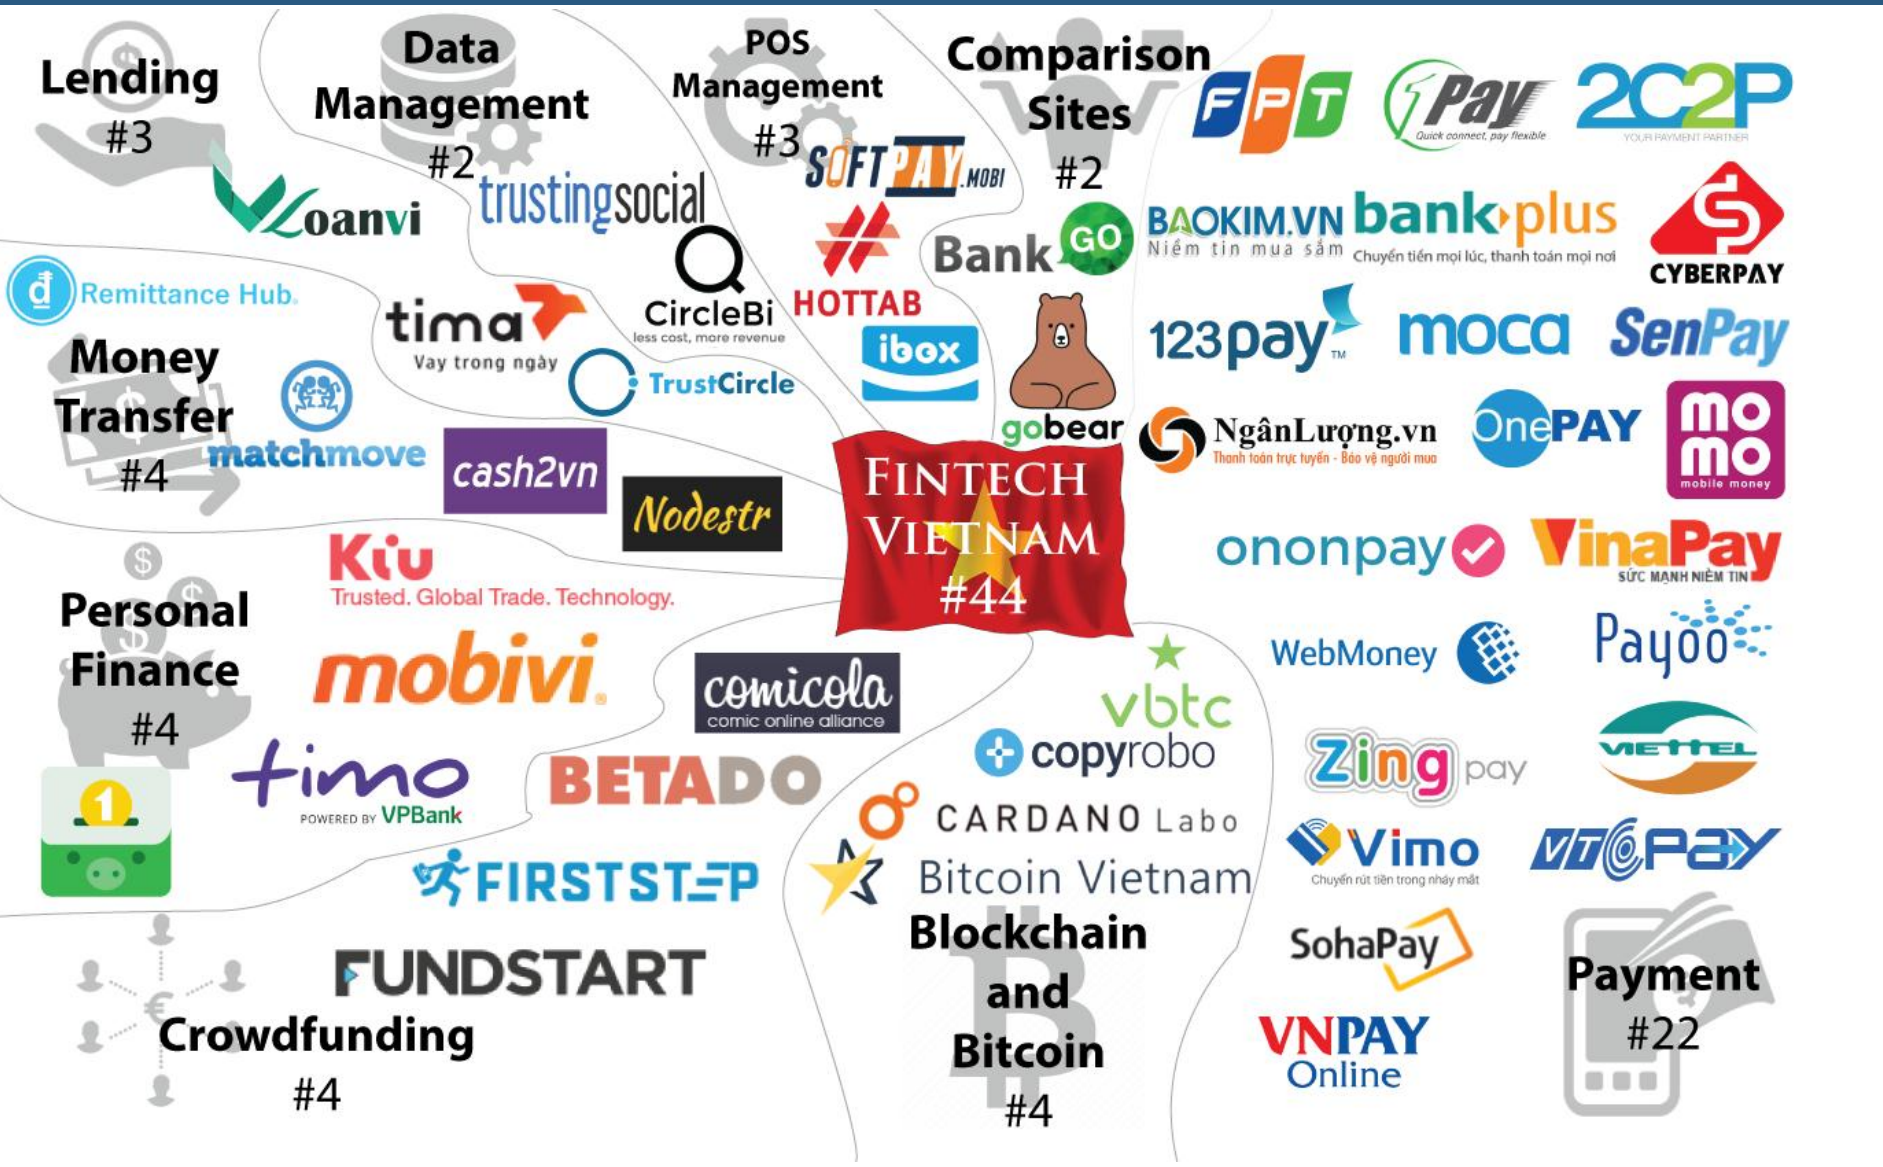 Lending
#3
Loanvi
tima
Vay trong ngày
TrustCircle
Data
Management
#2
trustingsocial
CircleBi
less cost, more revenue
POS
Management
#3
SOFTPAY.MOBI
HOTTAB
ibox
Comparison
Sites
#2
Bank GO
gobear
Remittance Hub.
Money
Transfer
#4
matchmove
cash2vn
Nodestr
FINTECH
VIETNAM
#44
Personal
Finance
#4
Kiu
Trusted. Global Trade. Technology.
mobivi
timo
POWERED BY VPBank
1
comicola
comic online alliance
BETADO
FIRSTSTEP
FUNDSTART
Crowdfunding
#4
vbtc
copyrobo
CARDANO Labo
Bitcoin Vietnam
Blockchain
and
Bitcoin
#4
FPT
1Pay
Quick connect, pay flexible
2C2P
YOUR PAYMENT PARTNER
BAOKIM.VN
Niềm tin mua sắm
bankplus
Chuyển tiền mọi lúc, thanh toán mọi nơi
CYBERPAY
123pay TM
moca
SenPay
NgânLượng.vn
Thanh toán trực tuyến - Bảo vệ người mua
OnePAY
mo
mo
mobile money
ononpay
VinaPay
SỨC MẠNH NIỀM TIN
WebMoney
Payoo
Zing pay
VIETTEL
Vimo
Chuyển rút tiền trong nháy mắt
VTCPay
SohaPay
VNPAY
Online
Payment
#22